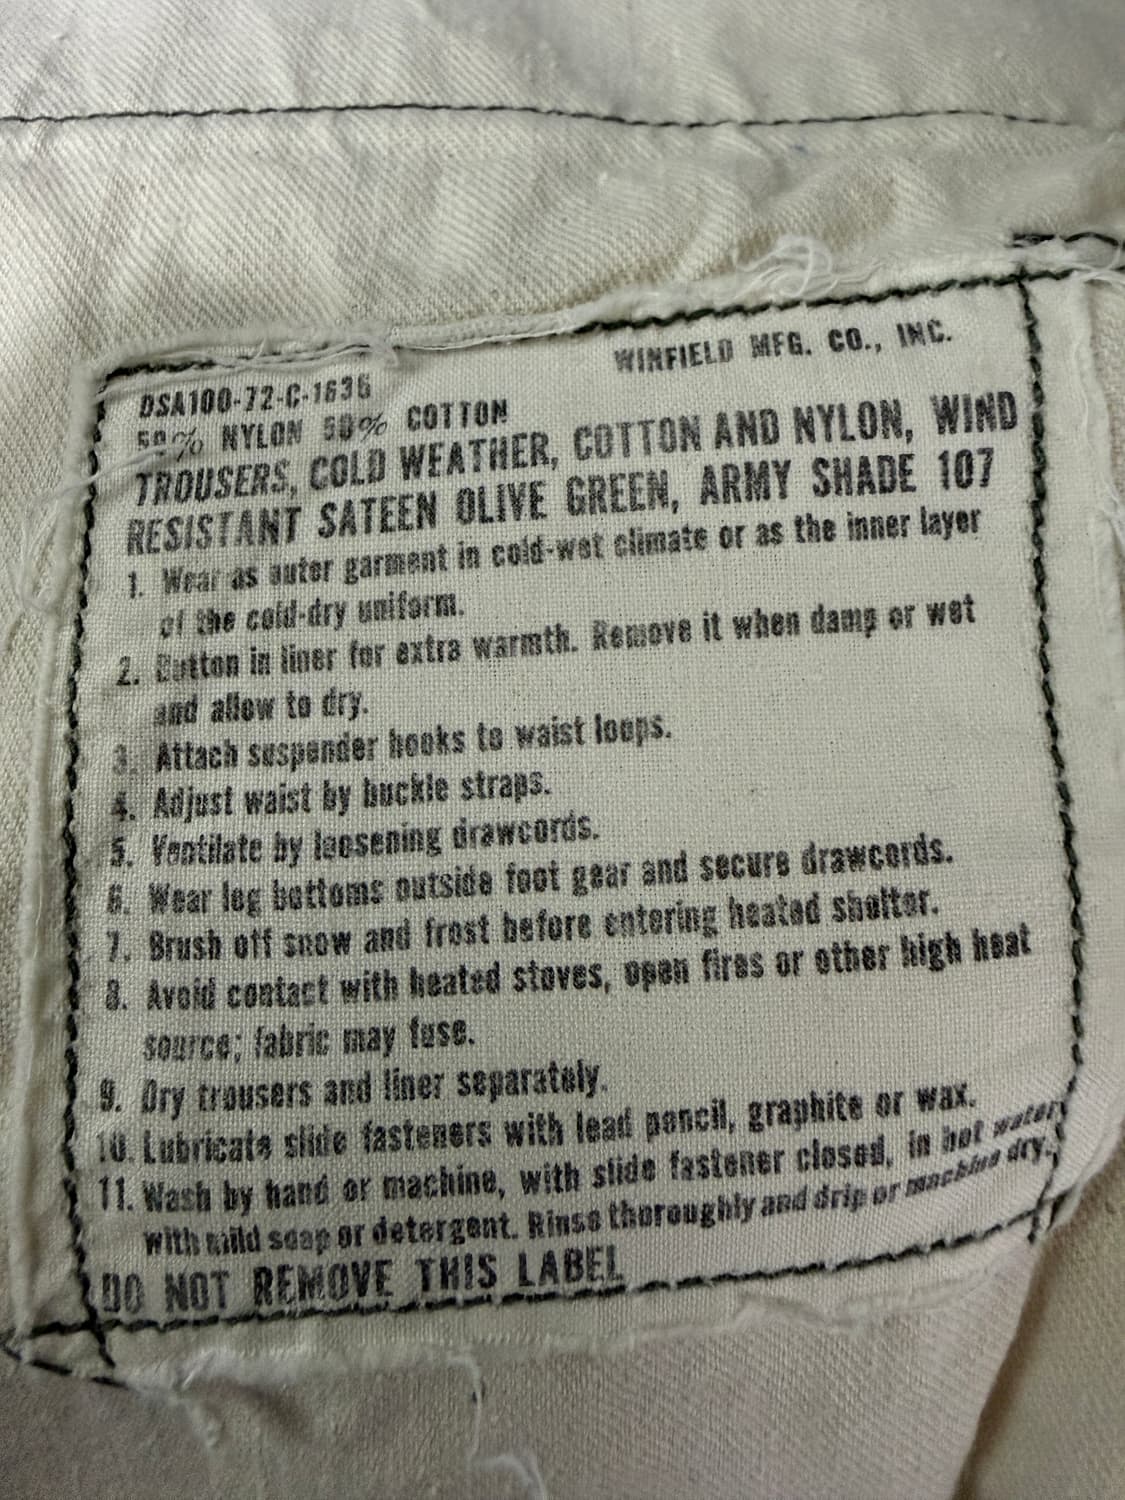 DSA100-72-C-1636
WINFIELD MFG. CO., INC.
50% NYLON 50% COTTON
TROUSERS, COLD WEATHER, COTTON AND NYLON, WIND
RESISTANT SATEEN OLIVE GREEN, ARMY SHADE 107
1. Wear as outer garment in cold-wet climate or as the inner layer
of the cold-dry uniform.
2. Button in liner for extra warmth. Remove it when damp or wet
and allow to dry.
3. Attach suspender hooks to waist loops.
4. Adjust waist by buckle straps.
5. Ventilate by loosening drawcords.
6. Wear leg bottoms outside foot gear and secure drawcords.
7. Brush off snow and frost before entering heated shelter.
8. Avoid contact with heated stoves, open fires or other high heat
source; fabric may fuse.
9. Dry trousers and liner separately.
10. Lubricate slide fasteners with lead pencil, graphite or wax.
11. Wash by hand or machine, with slide fastener closed, in hot water
with mild soap or detergent. Rinse thoroughly and drip or machine dry.
DO NOT REMOVE THIS LABEL